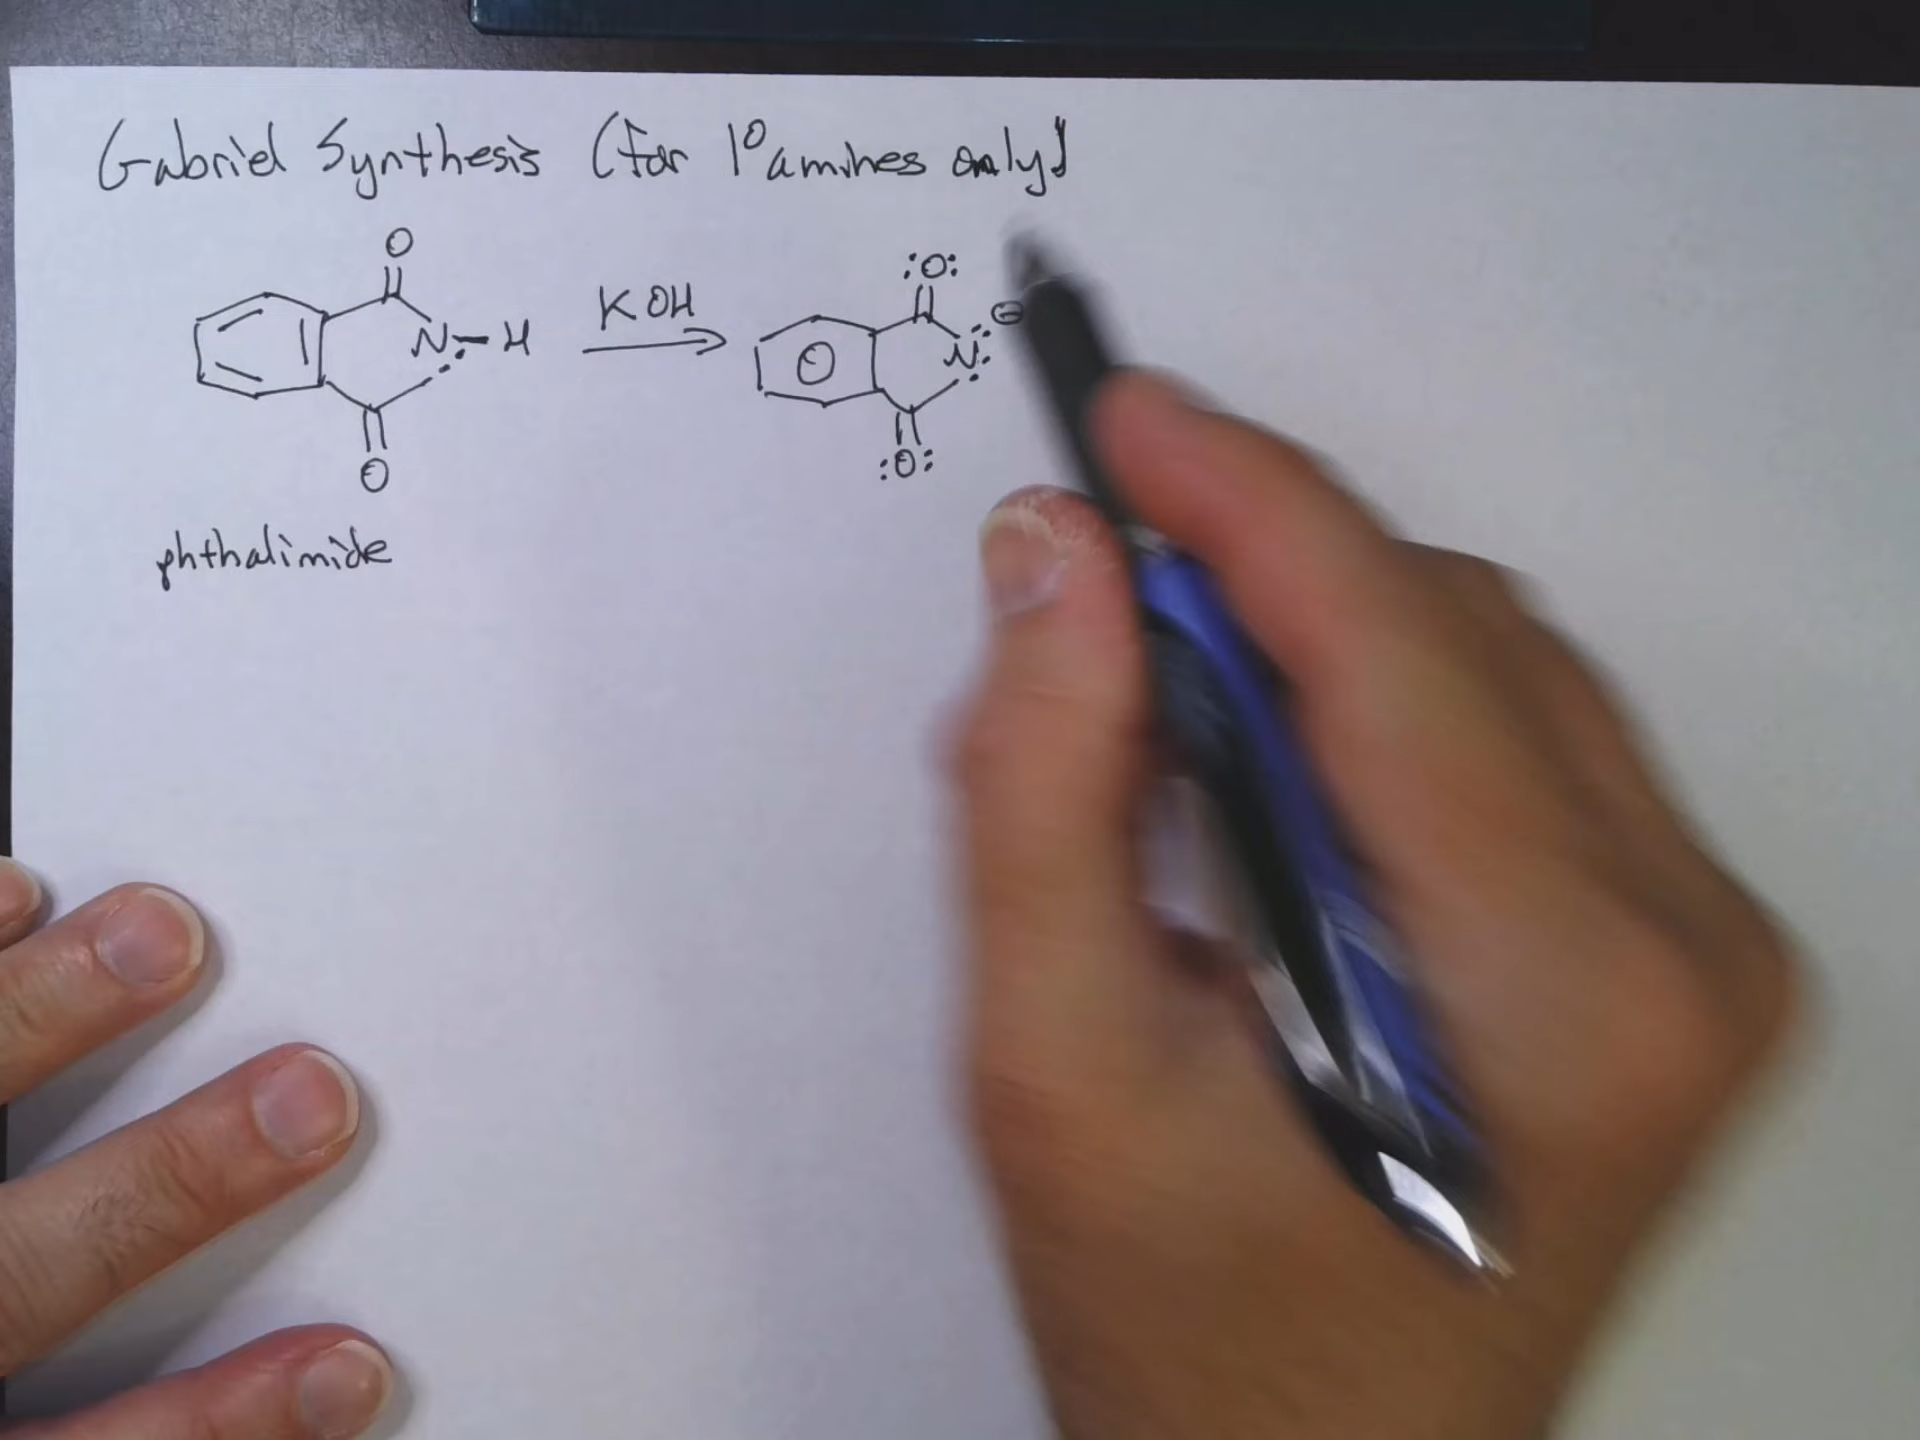 Gabriel Synthesis (for 1° amines only)
O
N-H
O
KOH
:O:
N: ⊖
:O:
phthalimide